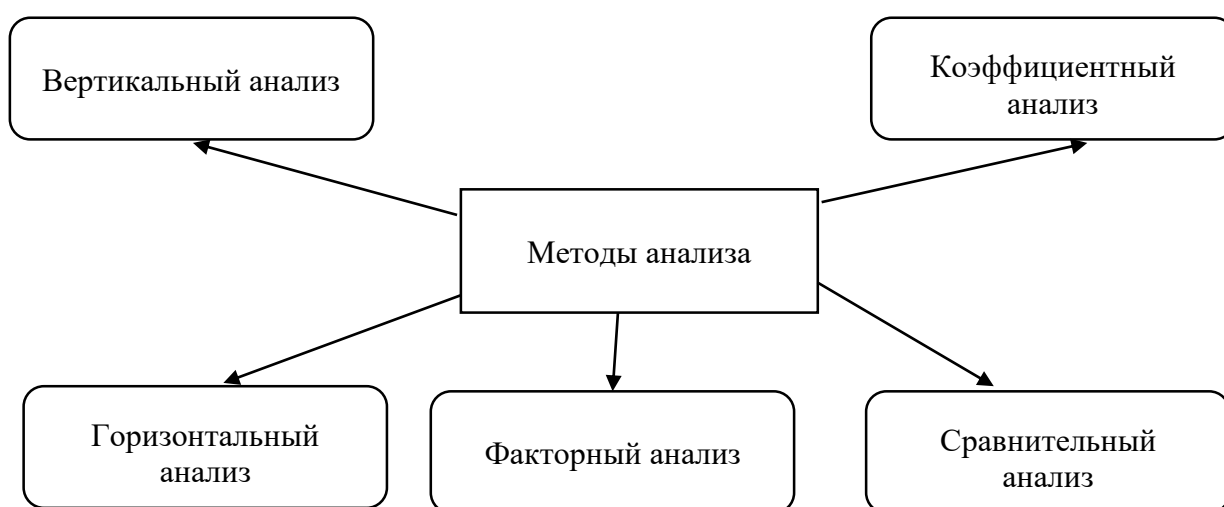 Вертикальный анализ
Коэффициентный
анализ
Методы анализа
Горизонтальный
анализ
Факторный анализ
Сравнительный
анализ